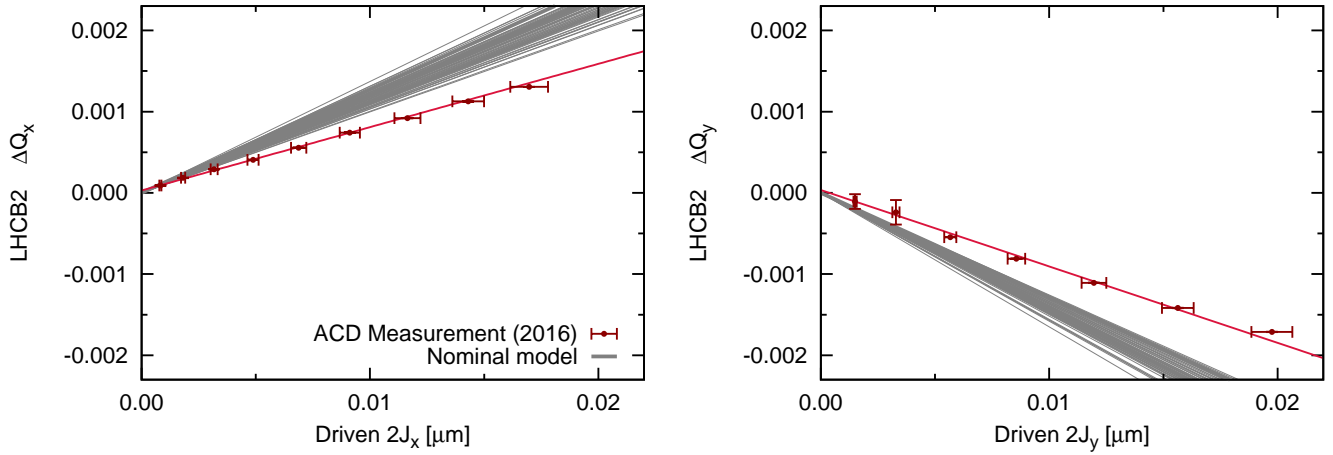 0.002
0.001
0.000
-0.001
-0.002
LHCB2 ΔQx
ACD Measurement (2016)
Nominal model
0.00
0.01
0.02
Driven 2Jx [μm]
0.002
0.001
0.000
-0.001
-0.002
LHCB2 ΔQy
0.00
0.01
0.02
Driven 2Jy [μm]